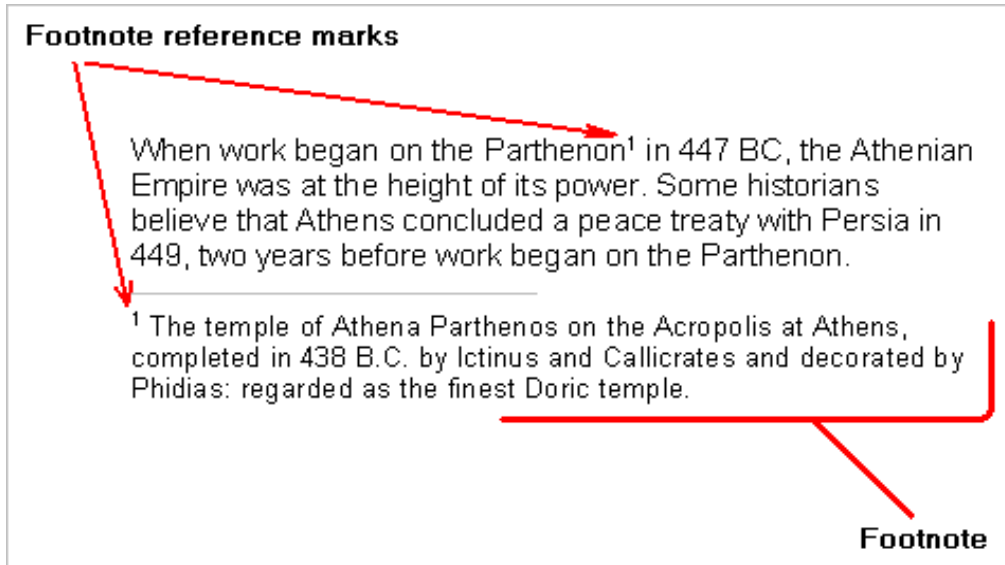 Footnote reference marks
When work began on the Parthenon¹ in 447 BC, the Athenian
Empire was at the height of its power. Some historians
believe that Athens concluded a peace treaty with Persia in
449, two years before work began on the Parthenon.
¹ The temple of Athena Parthenos on the Acropolis at Athens,
completed in 438 B.C. by Ictinus and Callicrates and decorated by
Phidias: regarded as the finest Doric temple.
Footnote